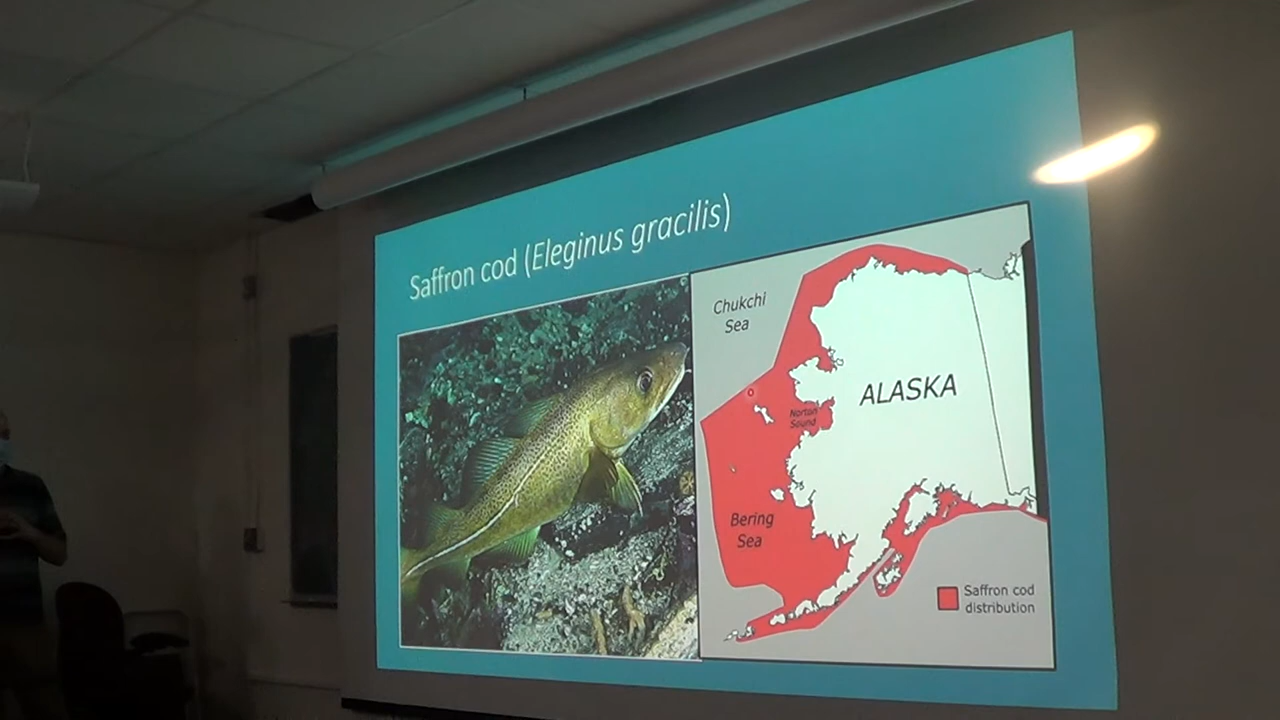 Saffron cod (Eleginus gracilis)
Chukchi
Sea
ALASKA
Norton
Sound
Bering
Sea
Saffron cod
distribution